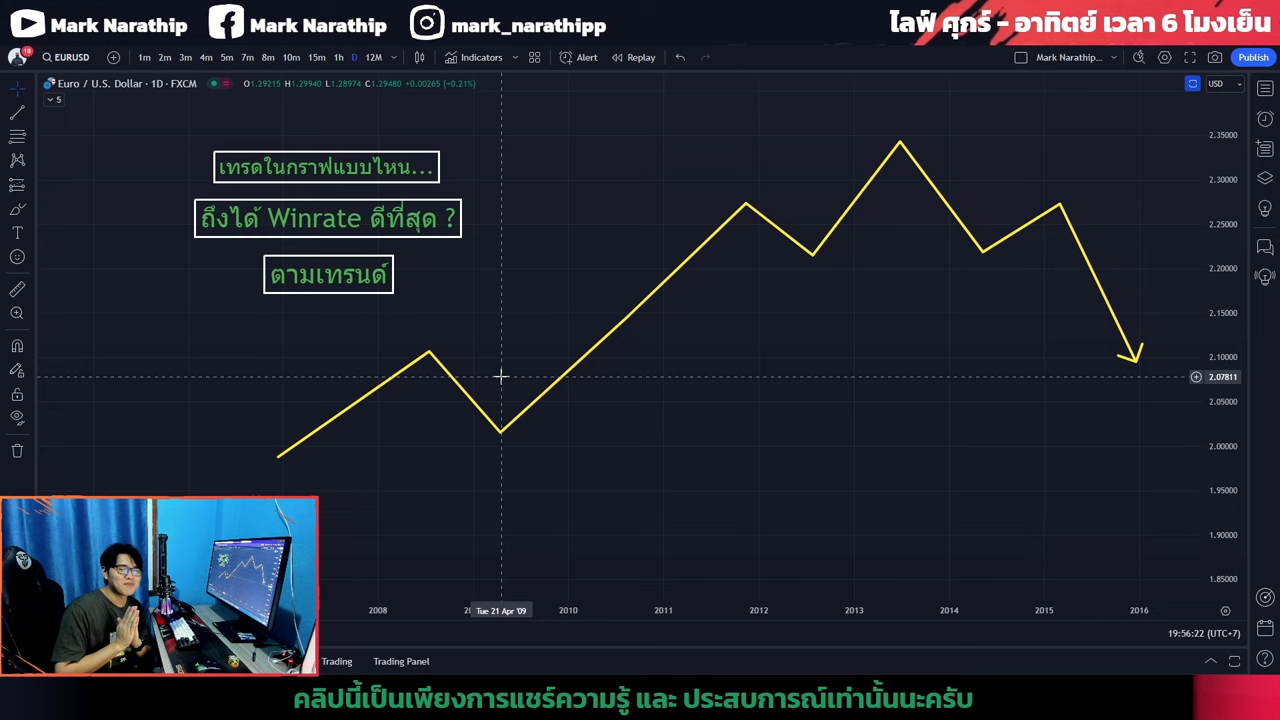 Mark Narathip Mark Narathip mark_narathipp ไลฟ์ ศุกร์ - อาทิตย์ เวลา 6 โมงเย็น
18 EURUSD 1m 2m 3m 4m 5m 7m 8m 10m 15m 1h D 12M Indicators Alert Replay Mark Narathip... Publish
Euro / U.S. Dollar · 1D · FXCM O1.29215 H1.29940 L1.28974 C1.29480 +0.00265 (+0.21%) USD
5
2.35000
เทรดในกราฟแบบไหน...
2.30000
ถึงได้ Winrate ดีที่สุด ?
2.25000
ตามเทรนด์
2.20000
2.15000
2.10000
2.07811
2.05000
2.00000
1.95000
1.90000
1.85000
2008 Tue 21 Apr '09 2010 2011 2012 2013 2014 2015 2016
19:56:22 (UTC+7)
Trading Trading Panel
คลิปนี้เป็นเพียงการแชร์ความรู้ และ ประสบการณ์เท่านั้นนะครับ